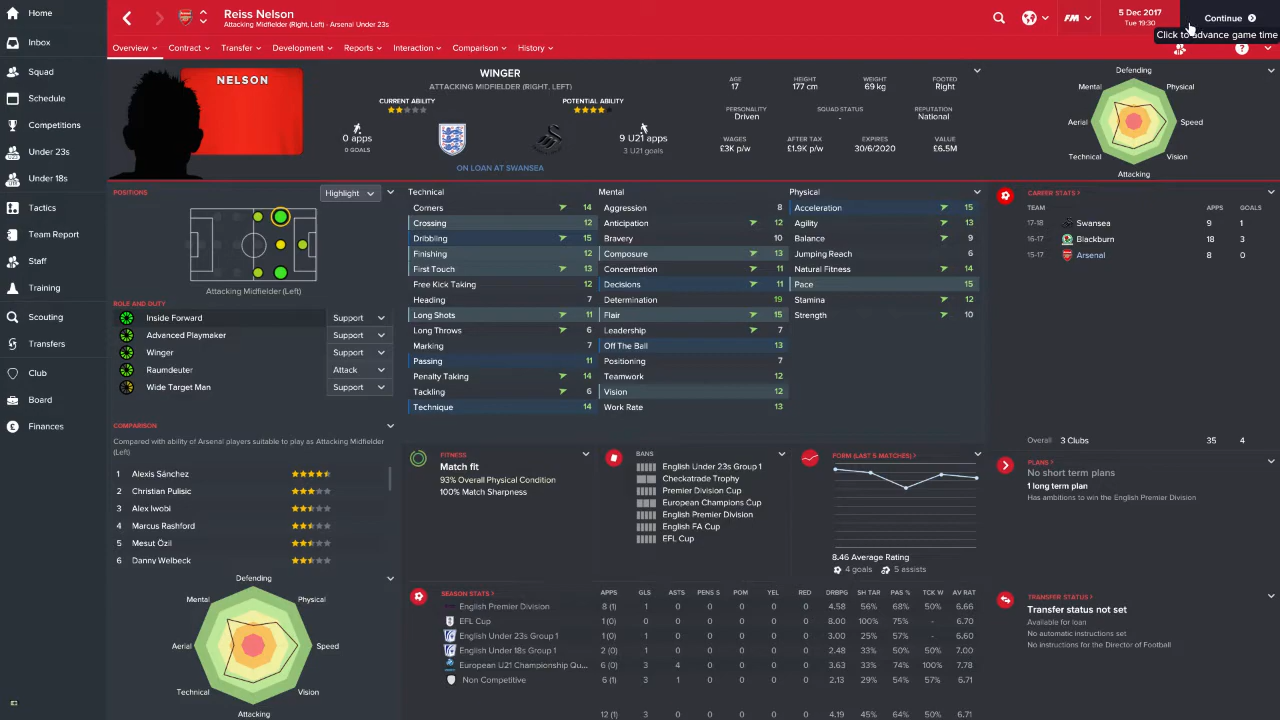 Home
Reiss Nelson
Attacking Midfielder (Right, Left) - Arsenal Under 23s
FM
5 Dec 2017
Tue 19:30
Continue
Click to advance game time
Inbox
Squad
Schedule
Competitions
Under 23s
Under 18s
Tactics
Team Report
Staff
Training
Scouting
Transfers
Club
Board
Finances
Overview
Contract
Transfer
Development
Reports
Interaction
Comparison
History
NELSON
WINGER
ATTACKING MIDFIELDER (RIGHT, LEFT)
CURRENT ABILITY
POTENTIAL ABILITY
0 apps
0 GOALS
9 U21 apps
3 U21 goals
ON LOAN AT SWANSEA
AGE
17
HEIGHT
177 cm
WEIGHT
69 kg
FOOTED
Right
PERSONALITY
Driven
SQUAD STATUS
-
REPUTATION
National
WAGES
£3K p/w
AFTER TAX
£1.9K p/w
EXPIRES
30/6/2020
VALUE
£6.5M
Defending
Mental
Physical
Aerial
Speed
Technical
Vision
Attacking
POSITIONS
Highlight
Attacking Midfielder (Left)
ROLE AND DUTY
Inside Forward Support
Advanced Playmaker Support
Winger Support
Raumdeuter Attack
Wide Target Man Support
Technical
Corners 14
Crossing 12
Dribbling 15
Finishing 12
First Touch 13
Free Kick Taking 12
Heading 7
Long Shots 11
Long Throws 6
Marking 7
Passing 11
Penalty Taking 14
Tackling 6
Technique 14
Mental
Aggression 8
Anticipation 12
Bravery 10
Composure 13
Concentration 11
Decisions 11
Determination 19
Flair 15
Leadership 7
Off The Ball 13
Positioning 7
Teamwork 12
Vision 12
Work Rate 13
Physical
Acceleration 15
Agility 13
Balance 9
Jumping Reach 6
Natural Fitness 14
Pace 15
Stamina 12
Strength 10
CAREER STATS
TEAM APPS GOALS
17-18 Swansea 9 1
16-17 Blackburn 18 3
15-17 Arsenal 8 0
Overall 3 Clubs 35 4
COMPARISON
Compared with ability of Arsenal players suitable to play as Attacking Midfielder
(Left)
1 Alexis Sánchez
2 Christian Pulisic
3 Alex Iwobi
4 Marcus Rashford
5 Mesut Özil
6 Danny Welbeck
Defending
Mental
Physical
Aerial
Speed
Technical
Vision
Attacking
FITNESS
Match fit
93% Overall Physical Condition
100% Match Sharpness
BANS
English Under 23s Group 1
Checkatrade Trophy
Premier Division Cup
European Champions Cup
English Premier Division
English FA Cup
EFL Cup
FORM (LAST 5 MATCHES)
8.46 Average Rating
4 goals 5 assists
PLANS
No short term plans
1 long term plan
Has ambitions to win the English Premier Division
SEASON STATS APPS GLS ASTS PENS S POM YEL RED DRBPG SH TAR PAS % TCK W AV RAT
English Premier Division 8 (1) 1 0 0 0 0 0 4.58 56% 68% 50% 6.66
EFL Cup 1 (0) 0 0 0 0 0 0 8.00 100% 75% - 6.70
English Under 23s Group 1 1 (0) 1 0 0 0 0 0 3.00 25% 57% - 6.60
English Under 18s Group 1 2 (0) 1 0 0 0 0 0 2.48 33% 50% 50% 7.00
European U21 Championship Qu... 6 (0) 3 4 0 0 0 0 3.63 33% 74% 100% 7.78
Non Competitive 6 (1) 3 1 0 0 0 0 2.13 29% 54% 57% 6.71
12 (1) 3 0 0 0 0 0 4.19 45% 64% 50% 6.71
TRANSFER STATUS
Transfer status not set
Available for loan
No automatic instructions set
No instructions for the Director of Football